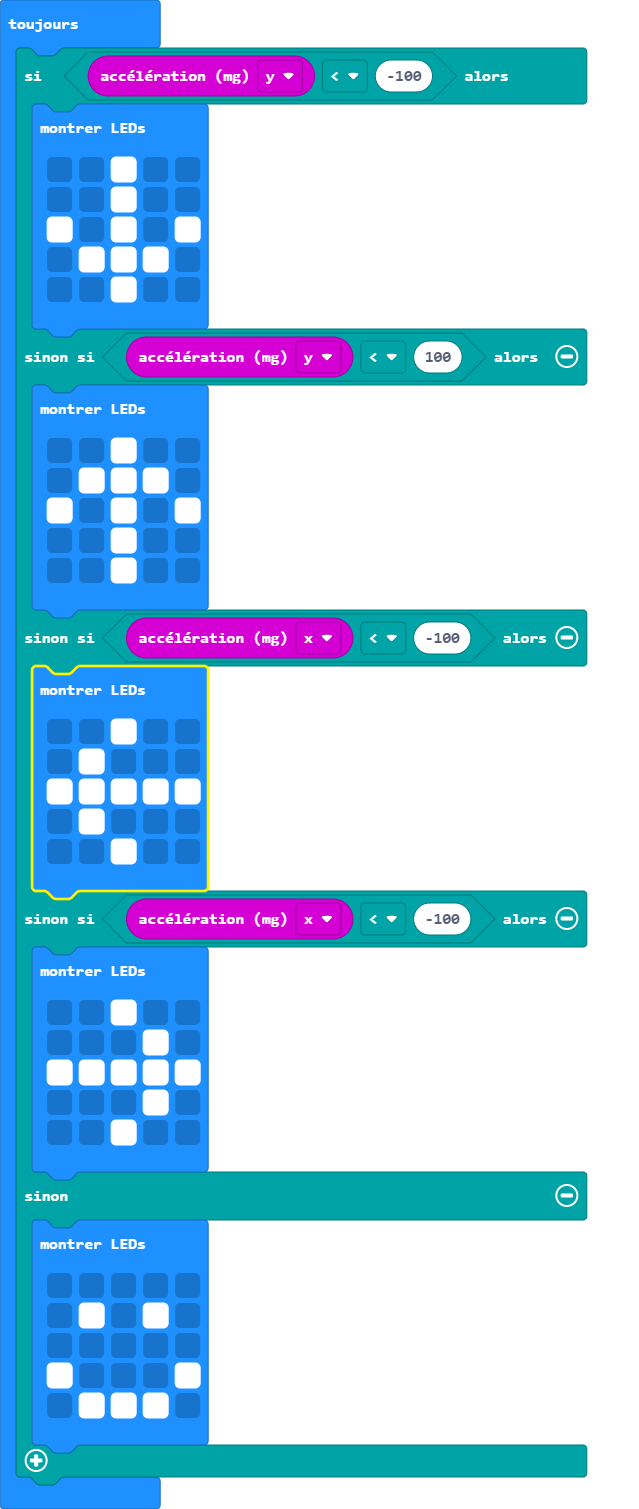 toujours
si accélération (mg) y < -100 alors
montrer LEDs
sinon si accélération (mg) y < 100 alors
montrer LEDs
sinon si accélération (mg) x < -100 alors
montrer LEDs
sinon si accélération (mg) x < -100 alors
montrer LEDs
sinon
montrer LEDs